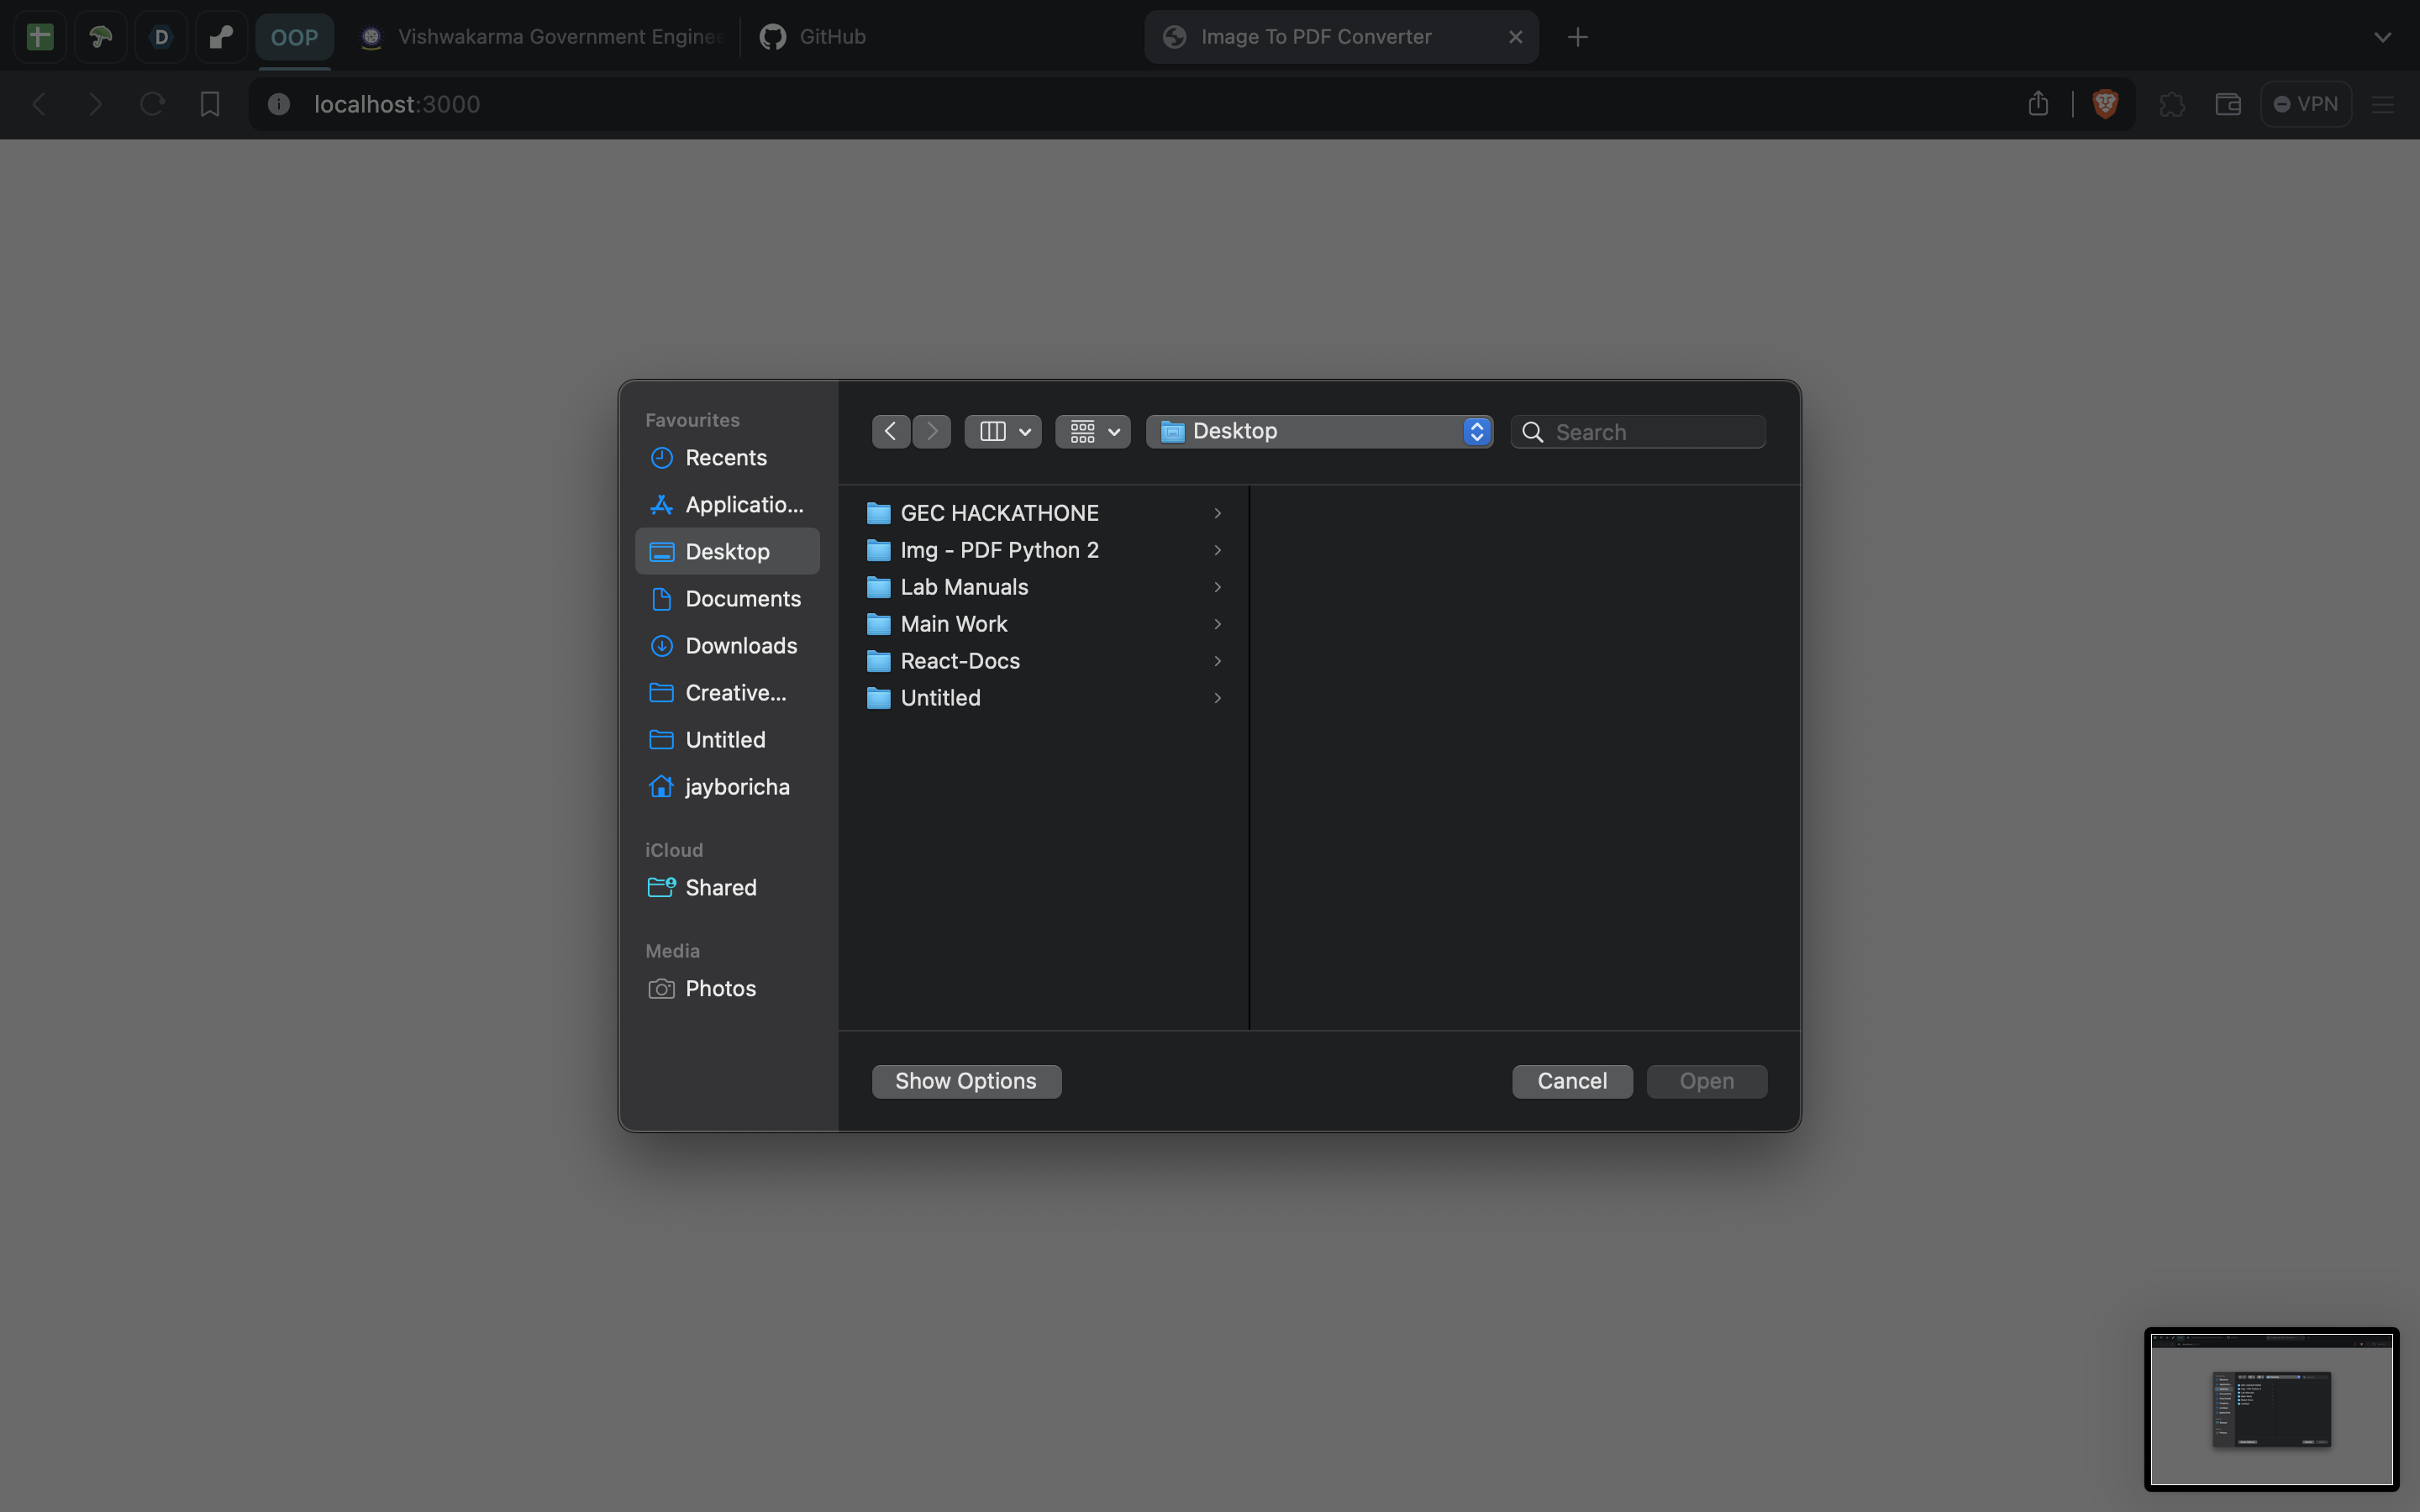 D
OOP
Vishwakarma Government Enginee
GitHub
Image To PDF Converter
localhost:3000
VPN
Favourites
Recents
Applicatio...
Desktop
Documents
Downloads
Creative...
Untitled
jayboricha
iCloud
Shared
Media
Photos
Desktop
Search
GEC HACKATHONE
Img - PDF Python 2
Lab Manuals
Main Work
React-Docs
Untitled
Show Options
Cancel
Open